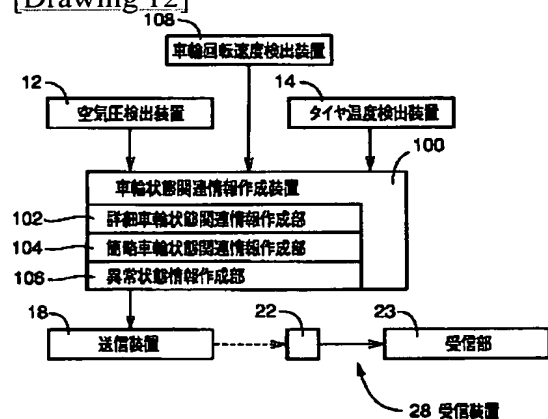 [Drawing 12]
108
車輪回転速度検出装置
12
空気圧検出装置
14
タイヤ温度検出装置
100
車輪状態関連情報作成装置
102
詳細車輪状態関連情報作成部
104
簡略車輪状態関連情報作成部
106
異常状態情報作成部
18
送信装置
22
23
受信部
28 受信装置